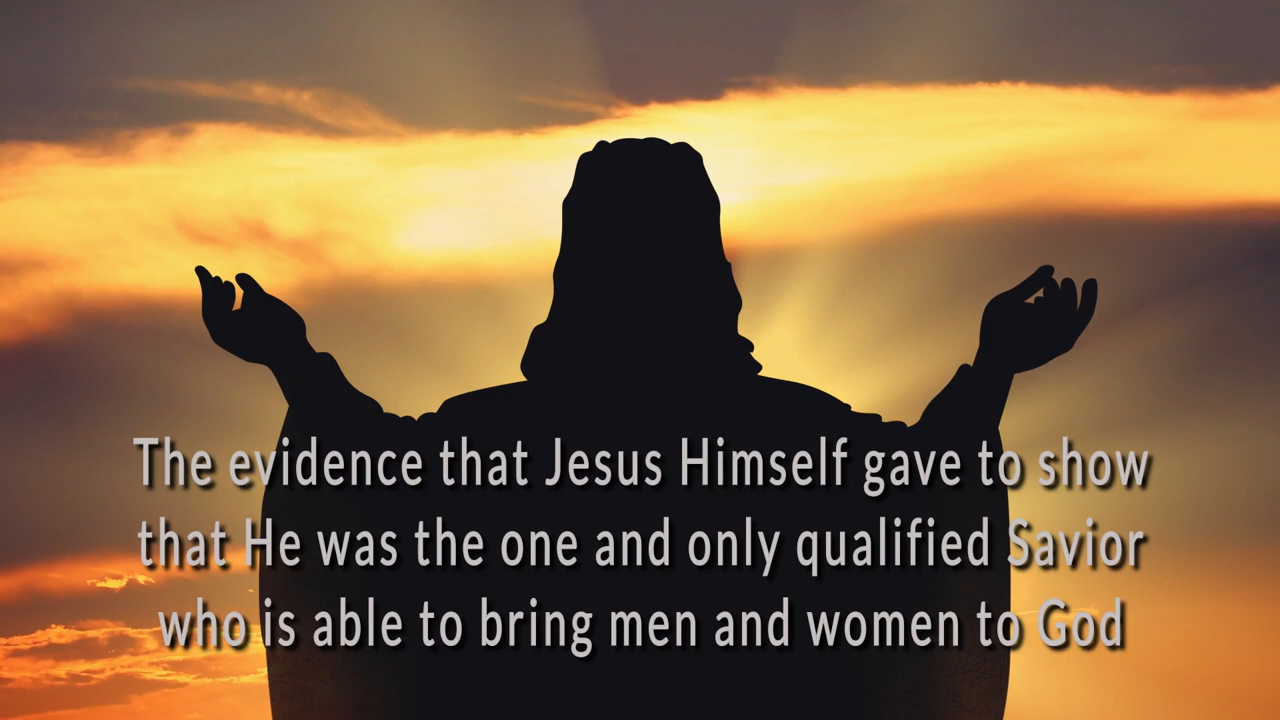 The evidence that Jesus Himself gave to show
that He was the one and only qualified Savior
who is able to bring men and women to God